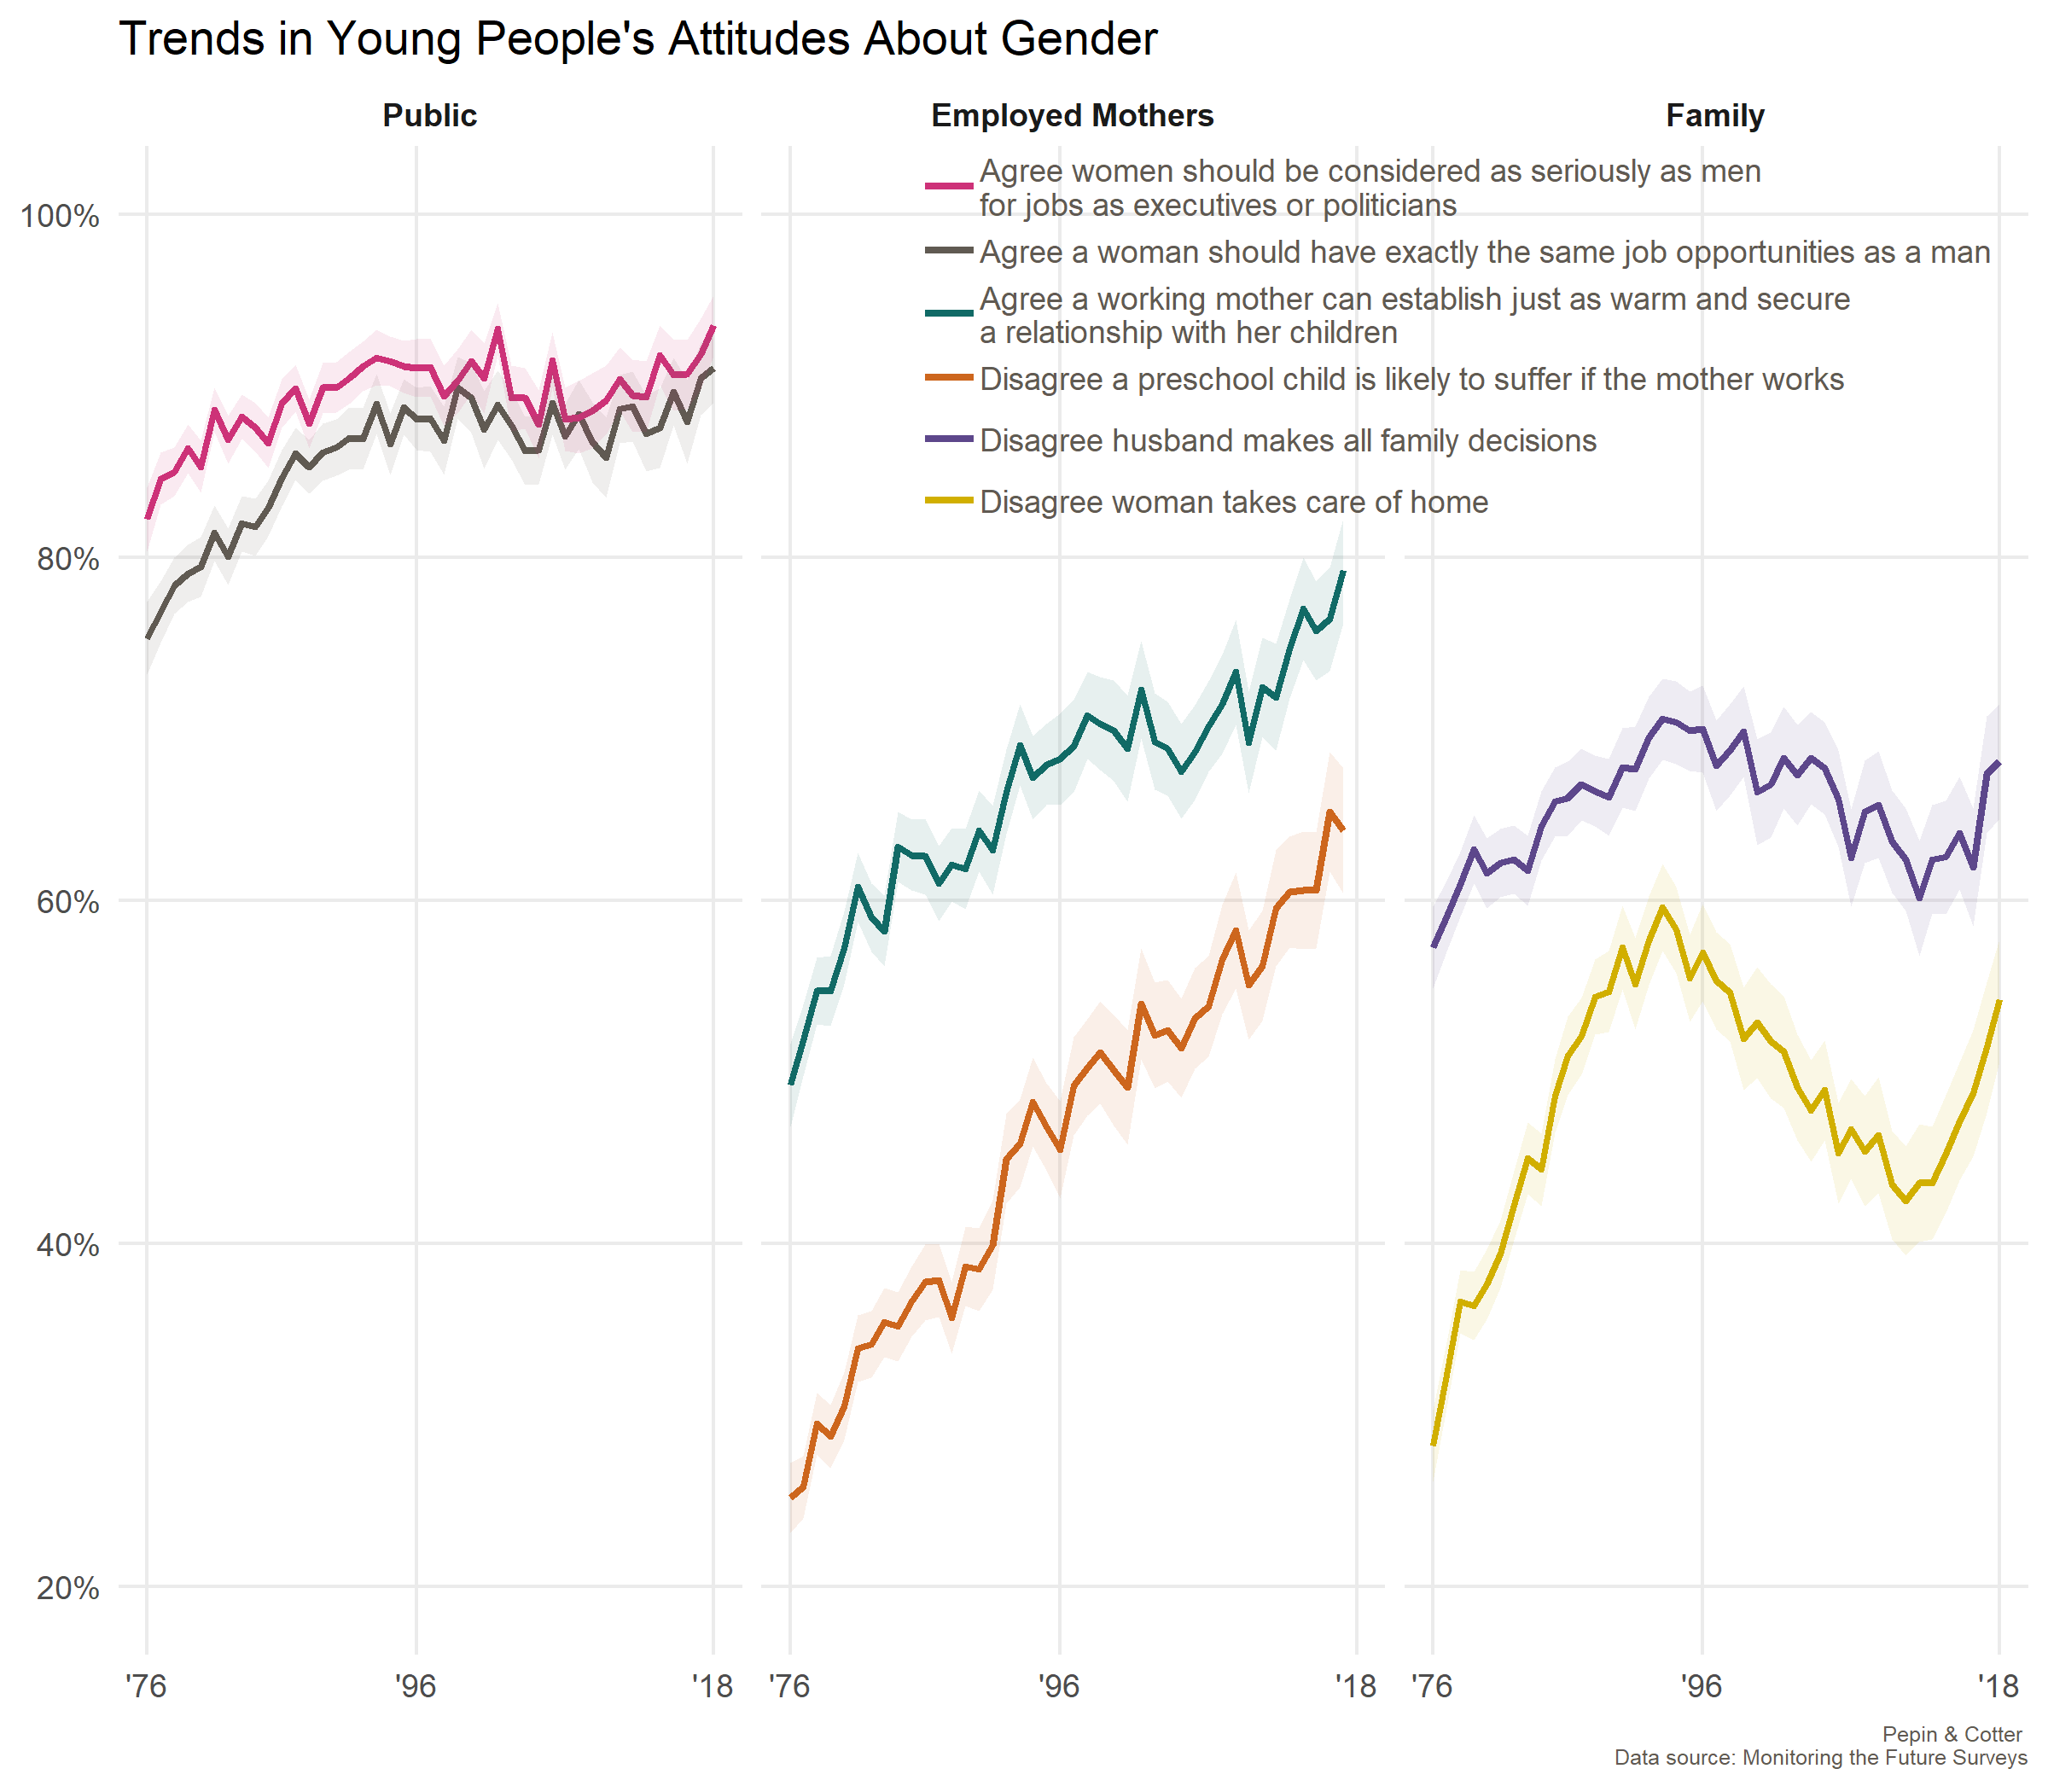 Trends in Young People's Attitudes About Gender
Public
Employed Mothers
Family
Agree women should be considered as seriously as men
for jobs as executives or politicians
Agree a woman should have exactly the same job opportunities as a man
Agree a working mother can establish just as warm and secure
a relationship with her children
Disagree a preschool child is likely to suffer if the mother works
Disagree husband makes all family decisions
Disagree woman takes care of home
100%
80%
60%
40%
20%
'76
'96
'18
'76
'96
'18
'76
'96
'18
Pepin & Cotter
Data source: Monitoring the Future Surveys